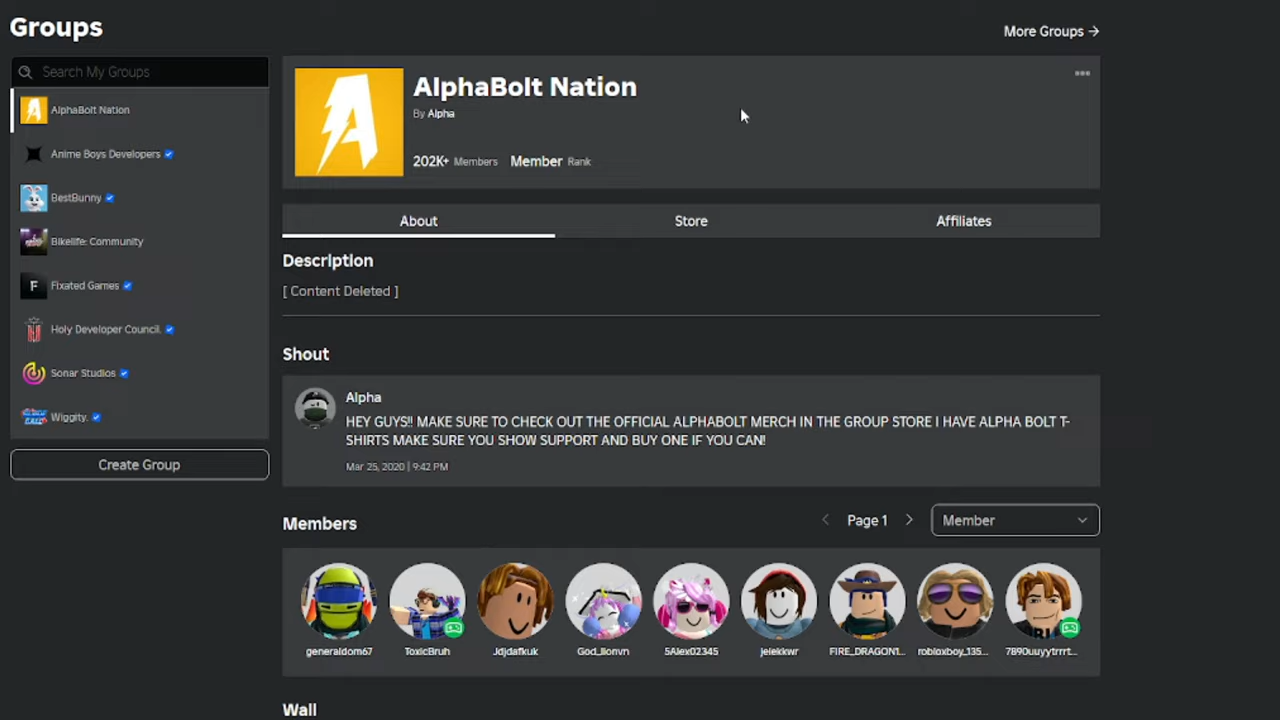 Groups
More Groups →
Search My Groups
AlphaBolt Nation
Anime Boys Developers
BestBunny
Bikelife: Community
Fixated Games
Holy Developer Council.
Sonar Studios
Wiggity.
Create Group
AlphaBolt Nation
By Alpha
202K+ Members Member Rank
About Store Affiliates
Description
[ Content Deleted ]
Shout
Alpha
HEY GUYS!! MAKE SURE TO CHECK OUT THE OFFICIAL ALPHABOLT MERCH IN THE GROUP STORE I HAVE ALPHA BOLT T-
SHIRTS MAKE SURE YOU SHOW SUPPORT AND BUY ONE IF YOU CAN!
Mar 25, 2020 | 9:42 PM
Members
Page 1
Member
generaldom67 ToxicBruh Jdjdafkuk God_lionvn 5Alex02345 jelekkwr FIRE_DRAGON1... robloxboy_135... 7890uuyytrrrt...
Wall